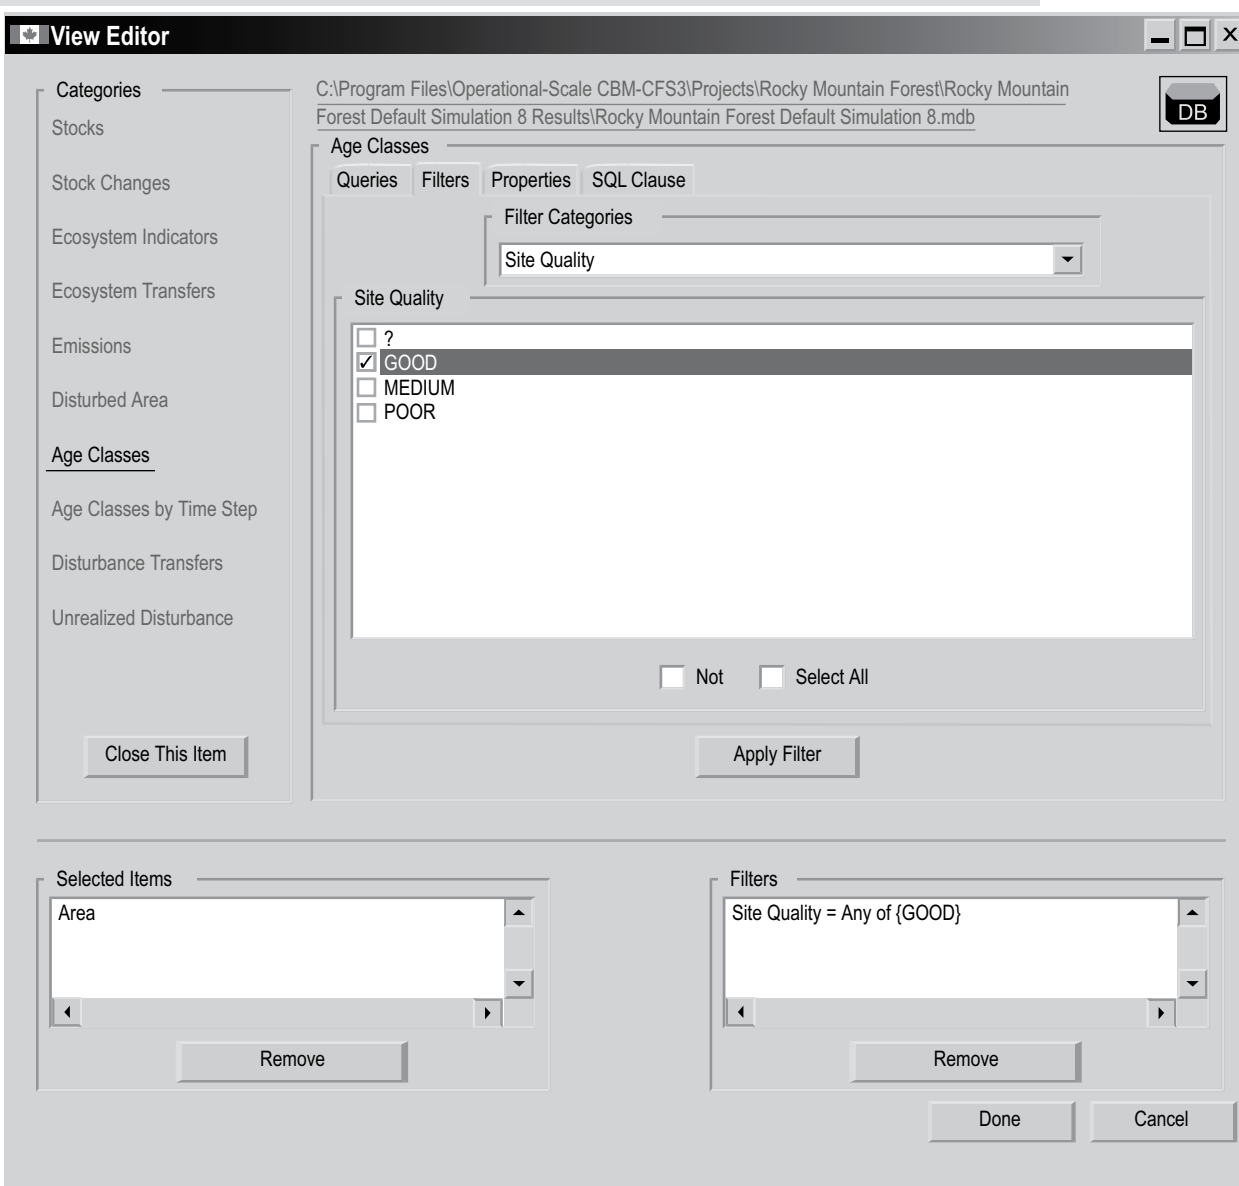 View Editor
Categories
Stocks
Stock Changes
Ecosystem Indicators
Ecosystem Transfers
Emissions
Disturbed Area
Age Classes
Age Classes by Time Step
Disturbance Transfers
Unrealized Disturbance
Close This Item
C:\Program Files\Operational-Scale CBM-CFS3\Projects\Rocky Mountain Forest\Rocky Mountain
Forest Default Simulation 8 Results\Rocky Mountain Forest Default Simulation 8.mdb
DB
Age Classes
Queries Filters Properties SQL Clause
Filter Categories
Site Quality
Site Quality
?
GOOD
MEDIUM
POOR
Not Select All
Apply Filter
Selected Items
Area
Remove
Filters
Site Quality = Any of {GOOD}
Remove
Done Cancel